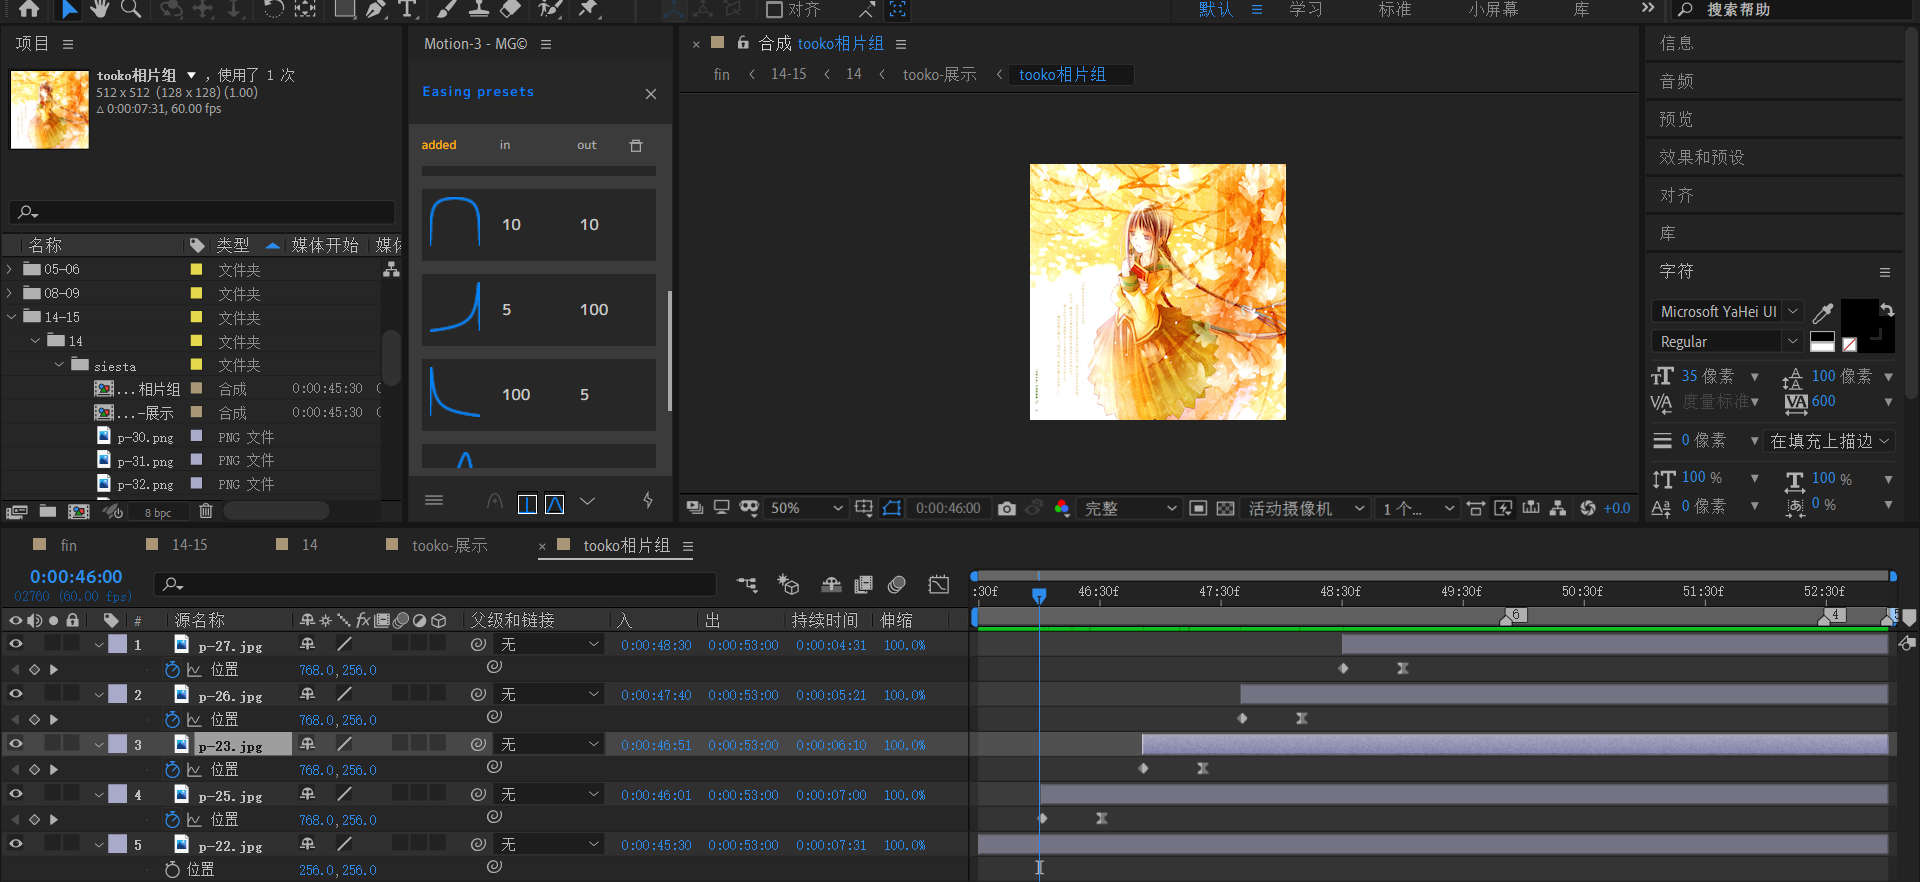 对齐
默认
学习
标准
小屏幕
库
搜索帮助
项目
tooko相片组 ，使用了 1 次
512 x 512 (128 x 128) (1.00)
△ 0:00:07:31, 60.00 fps
名称 类型 媒体开始 媒体
05-06 文件夹
08-09 文件夹
14-15 文件夹
14 文件夹
siesta 文件夹
...相片组 合成 0:00:45:30
...-展示 合成 0:00:45:30
p-30.png PNG 文件
p-31.png PNG 文件
p-32.png PNG 文件
8 bpc
Motion-3 - MG©
Easing presets
added in out
10 10
5 100
100 5
合成 tooko相片组
fin 14-15 14 tooko-展示 tooko相片组
50% 0:00:46:00 完整 活动摄像机 1 个... +0.0
信息
音频
预览
效果和预设
对齐
库
字符
Microsoft YaHei UI
Regular
35 像素 100 像素
度量标准 600
0 像素 在填充上描边
100 % 100 %
0 像素 0 %
fin 14-15 14 tooko-展示 tooko相片组
0:00:46:00
02760 (60.00 fps)
:30f 46:30f 47:30f 48:30f 49:30f 50:30f 51:30f 52:30f
6 4
# 源名称 父级和链接 入 出 持续时间 伸缩
1 p-27.jpg 无 0:00:48:30 0:00:53:00 0:00:04:31 100.0%
位置 768.0,256.0
2 p-26.jpg 无 0:00:47:40 0:00:53:00 0:00:05:21 100.0%
位置 768.0,256.0
3 p-23.jpg 无 0:00:46:51 0:00:53:00 0:00:06:10 100.0%
位置 768.0,256.0
4 p-25.jpg 无 0:00:46:01 0:00:53:00 0:00:07:00 100.0%
位置 768.0,256.0
5 p-22.jpg 无 0:00:45:30 0:00:53:00 0:00:07:31 100.0%
位置 256.0,256.0